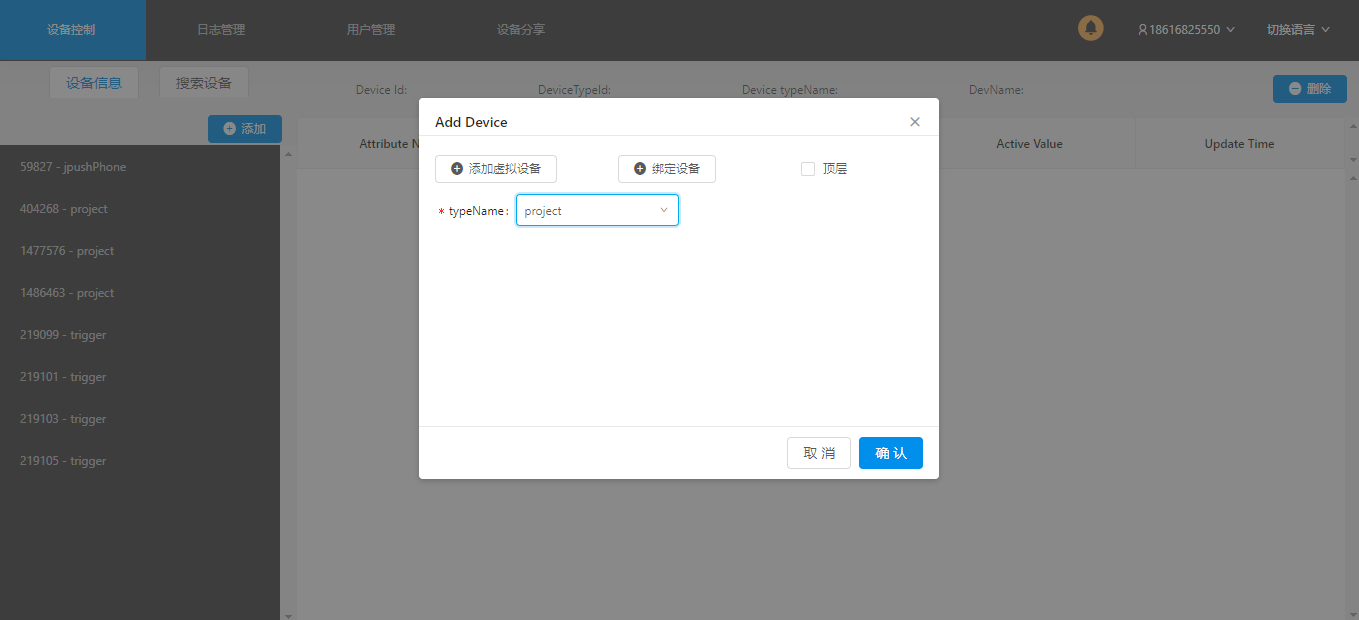 设备控制 日志管理 用户管理 设备分享 18616825550 切换语言
设备信息 搜索设备 Device Id: DeviceTypeId: Device typeName: DevName: 删除
添加
59827 - jpushPhone
404268 - project
1477576 - project
1486463 - project
219099 - trigger
219101 - trigger
219103 - trigger
219105 - trigger
Attribute N Active Value Update Time
Add Device
添加虚拟设备 绑定设备 顶层
* typeName: project
取 消 确 认